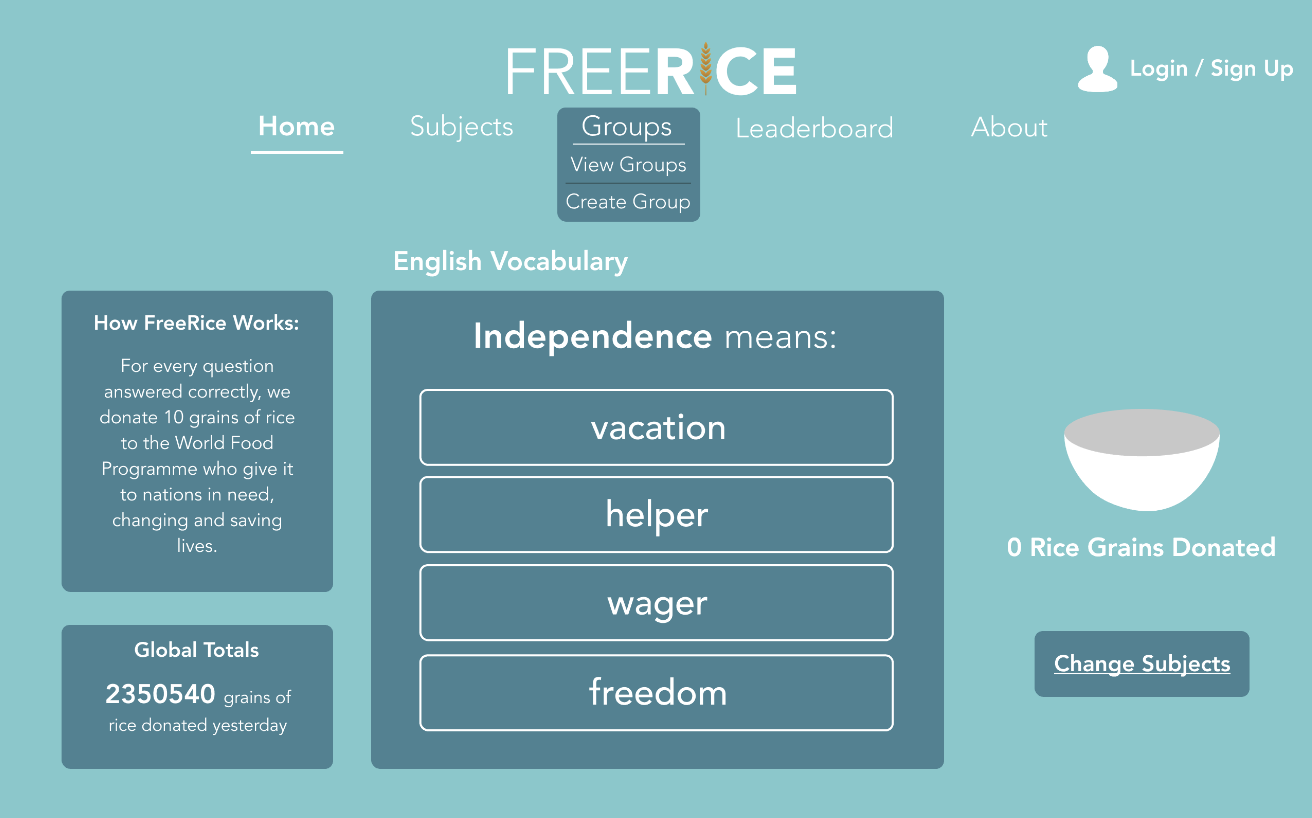 FREERICE
Login / Sign Up
Home
Subjects
Groups
Leaderboard
About
View Groups
Create Group
English Vocabulary
How FreeRice Works:
For every question
answered correctly, we
donate 10 grains of rice
to the World Food
Programme who give it
to nations in need,
changing and saving
lives.
Global Totals
2350540 grains of
rice donated yesterday
Independence means:
vacation
helper
wager
freedom
0 Rice Grains Donated
Change Subjects